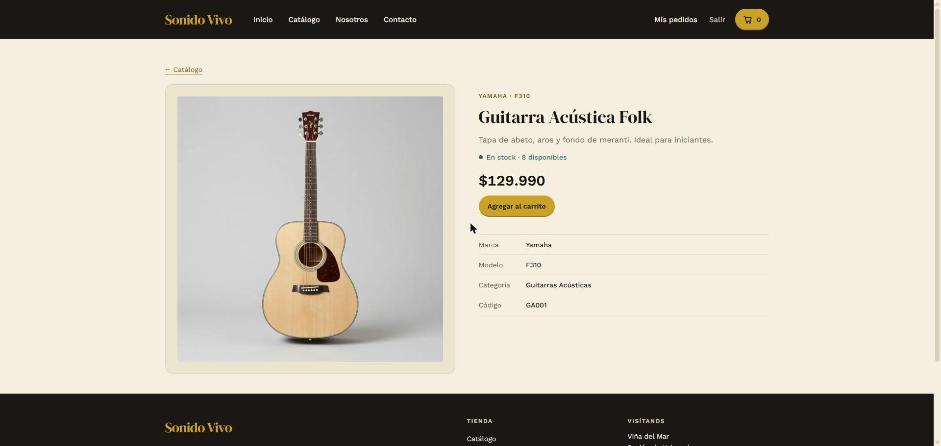 Sonido Vivo
Inicio
Catálogo
Nosotros
Contacto
Mis pedidos
Salir
0
← Catálogo
YAMAHA · F310
Guitarra Acústica Folk
Tapa de abeto, aros y fondo de meranti. Ideal para iniciantes.
En stock · 8 disponibles
$129.990
Agregar al carrito
Marca Yamaha
Modelo F310
Categoría Guitarras Acústicas
Código GA001
Sonido Vivo
TIENDA
Catálogo
VISÍTANOS
Viña del Mar